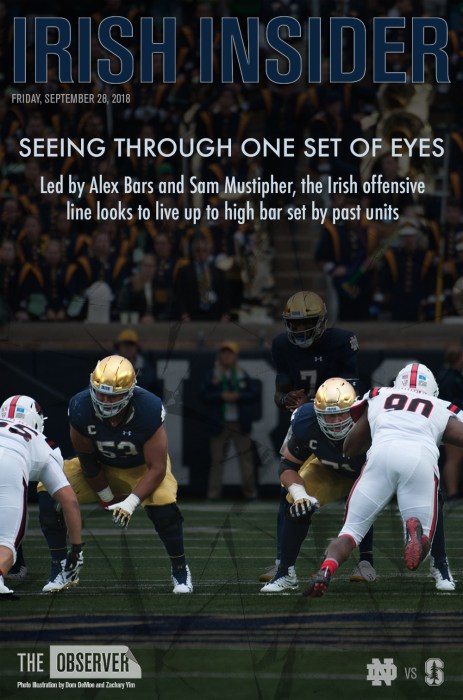 IRISH INSIDER
FRIDAY, SEPTEMBER 28, 2018
SEEING THROUGH ONE SET OF EYES
Led by Alex Bars and Sam Mustipher, the Irish offensive
line looks to live up to high bar set by past units
7
C 53
C
90
THE OBSERVER
ND VS S
Photo Illustration by Dom DeMoe and Zachary Yim